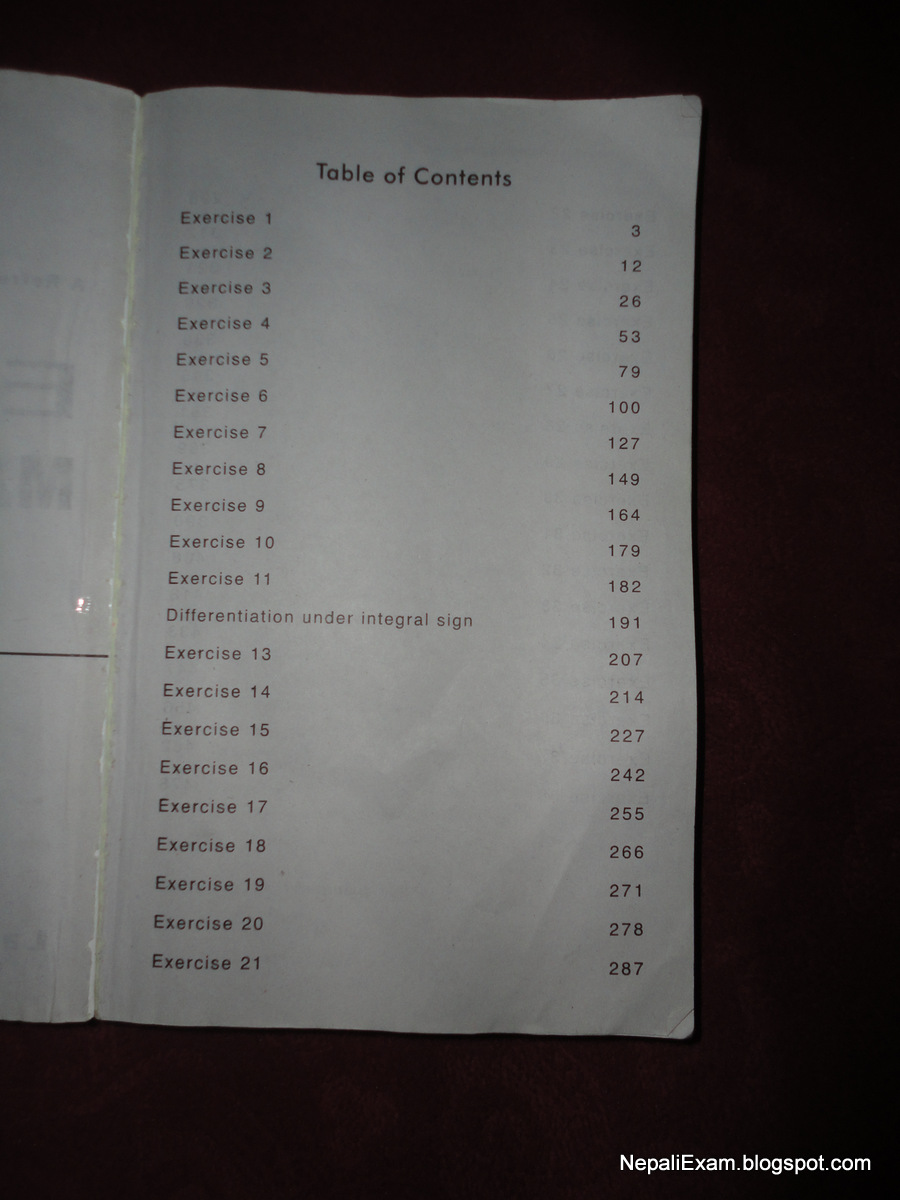 Table of Contents
Exercise 1 3
Exercise 2 12
Exercise 3 26
Exercise 4 53
Exercise 5 79
Exercise 6 100
Exercise 7 127
Exercise 8 149
Exercise 9 164
Exercise 10 179
Exercise 11 182
Differentiation under integral sign 191
Exercise 13 207
Exercise 14 214
Exercise 15 227
Exercise 16 242
Exercise 17 255
Exercise 18 266
Exercise 19 271
Exercise 20 278
Exercise 21 287
NepaliExam.blogspot.com